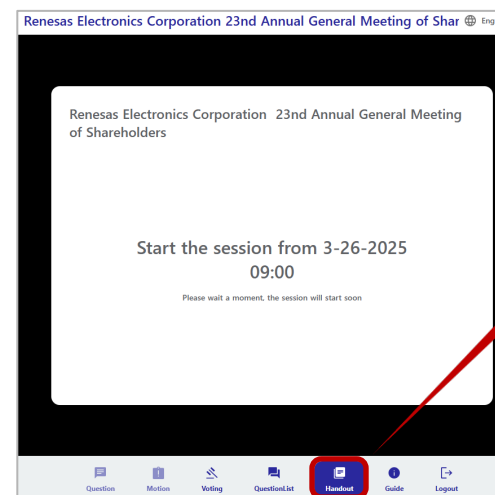 Renesas Electronics Corporation 23nd Annual General Meeting of Shar Eng
Renesas Electronics Corporation 23nd Annual General Meeting
of Shareholders
Start the session from 3-26-2025
09:00
Please wait a moment, the session will start soon
Question Motion Voting QuestionList Handout Guide Logout